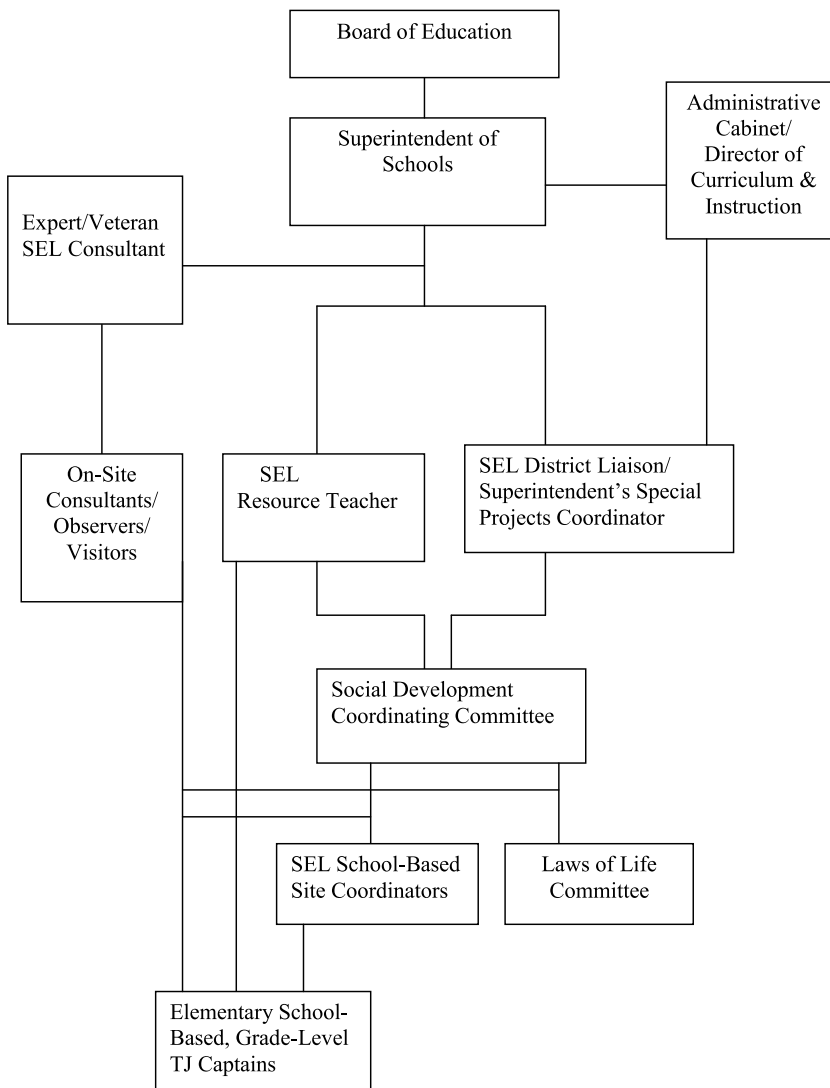 Board of Education
Superintendent of
Schools
Administrative
Cabinet/
Director of
Curriculum &
Instruction
Expert/Veteran
SEL Consultant
On-Site
Consultants/
Observers/
Visitors
SEL
Resource Teacher
SEL District Liaison/
Superintendent’s Special
Projects Coordinator
Social Development
Coordinating Committee
SEL School-Based
Site Coordinators
Laws of Life
Committee
Elementary School-
Based, Grade-Level
TJ Captains